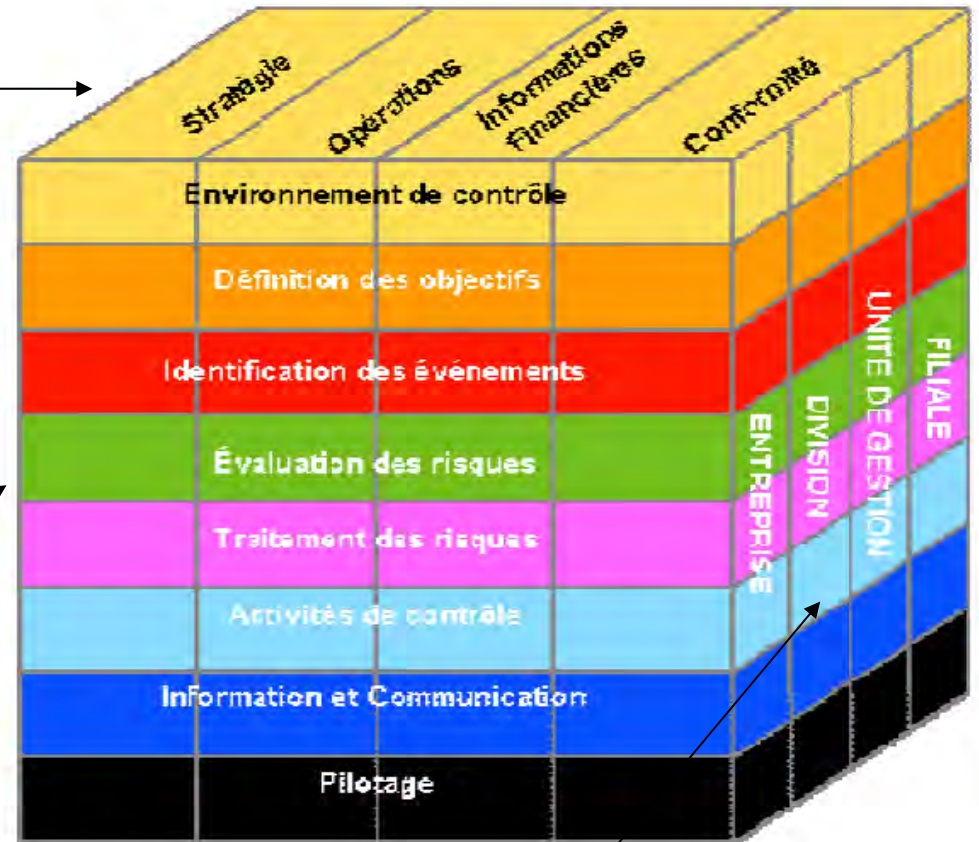 Stratégie
Opérations
Informations
financières
Conformité
Environnement de contrôle
Définition des objectifs
Identification des événements
Évaluation des risques
Traitement des risques
Activités de contrôle
Information et Communication
Pilotage
ENTREPRISE
DIVISION
UNITE DE GESTION
FILIALE